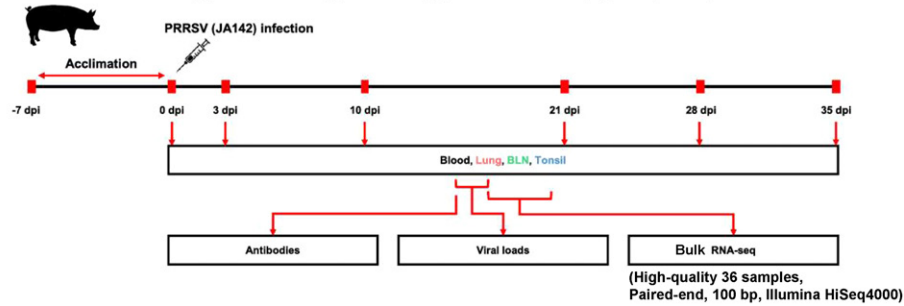 PRRSV (JA142) infection
Acclimation
-7 dpi 0 dpi 3 dpi 10 dpi 21 dpi 28 dpi 35 dpi
Blood, Lung, BLN, Tonsil
Antibodies Viral loads Bulk RNA-seq
(High-quality 36 samples,
Paired-end, 100 bp, Illumina HiSeq4000)